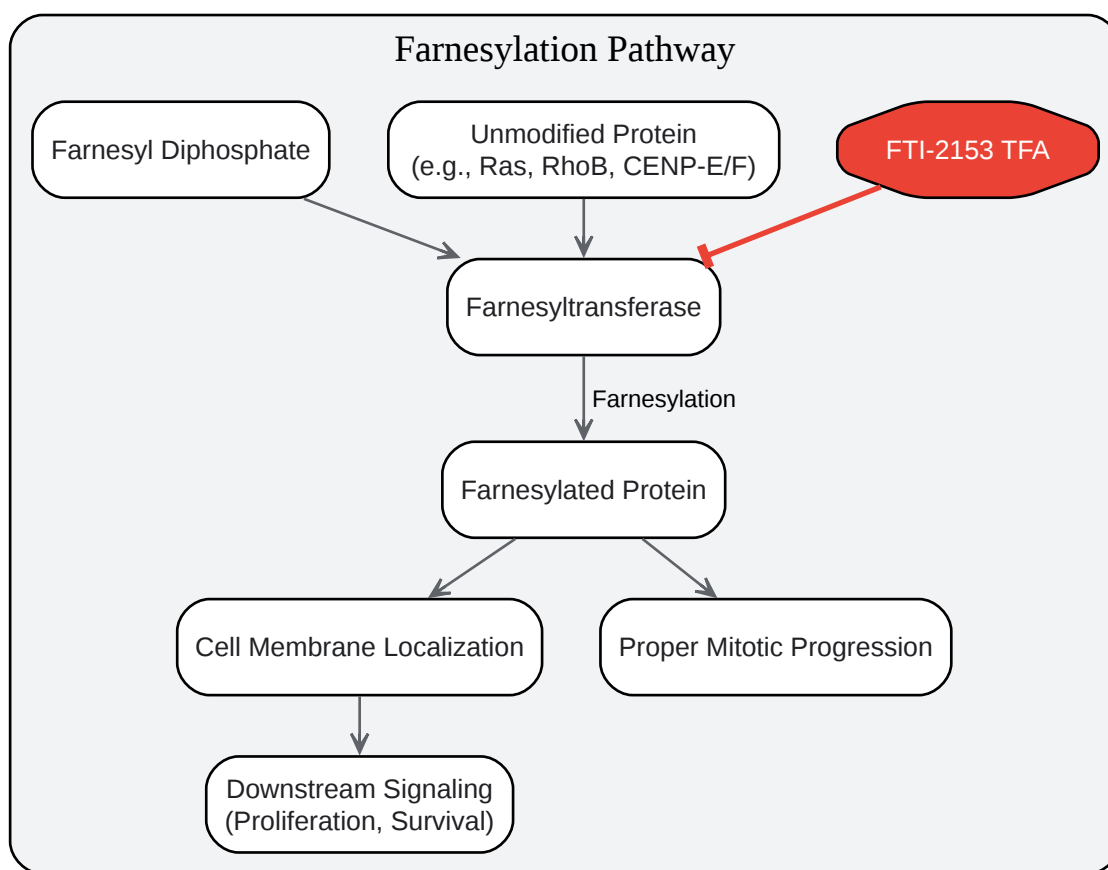 Farnesylation Pathway
Farnesyl Diphosphate
Unmodified Protein
(e.g., Ras, RhoB, CENP-E/F)
FTI-2153 TFA
Farnesyltransferase
Farnesylation
Farnesylated Protein
Cell Membrane Localization
Proper Mitotic Progression
Downstream Signaling
(Proliferation, Survival)